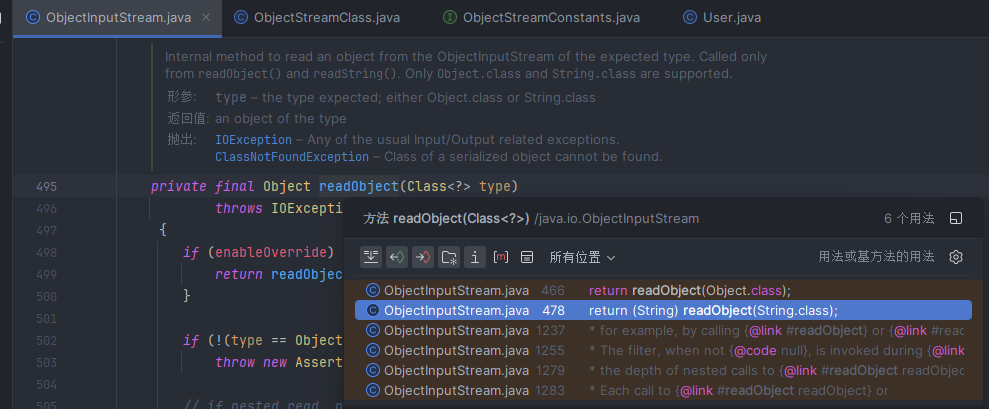 ObjectInputStream.java × ObjectStreamClass.java ObjectStreamConstants.java User.java
Internal method to read an object from the ObjectInputStream of the expected type. Called only
from readObject() and readString(). Only Object.class and String.class are supported.
形参: type – the type expected; either Object.class or String.class
返回值: an object of the type
抛出: IOException – Any of the usual Input/Output related exceptions.
ClassNotFoundException – Class of a serialized object cannot be found.
495 private final Object readObject(Class<?> type)
496 throws IOExcepti
497 {
498 if (enableOverride)
499 return readObjec
500 }
501
502 if (!(type == Object
503 throw new Assert
504
505 // if nested read, p
方法 readObject(Class<?>) /java.io.ObjectInputStream 6 个用法
所有位置 用法或基方法的用法
ObjectInputStream.java 466 return readObject(Object.class);
ObjectInputStream.java 478 return (String) readObject(String.class);
ObjectInputStream.java 1237 * for example, by calling {@link #readObject} or {@link #read
ObjectInputStream.java 1255 * The filter, when not {@code null}, is invoked during {@link
ObjectInputStream.java 1279 * the depth of nested calls to {@link #readObject readObjec
ObjectInputStream.java 1283 * Each call to {@link #readObject readObject} or